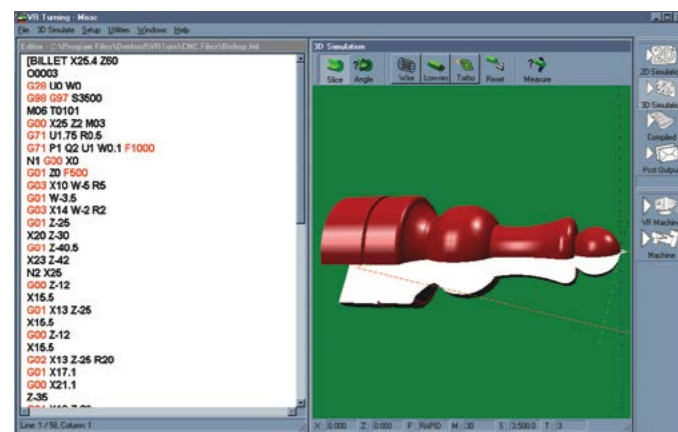 VR Turning - Mirac
File 3D Simulate Setup Utilities Windows Help
Editor - C:\Program Files\Denford\VRTurn\CNC Files\Bishop.fnl
[BILLET X25.4 Z60
O0003
G28 U0 W0
G98 G97 S3500
M06 T0101
G00 X25 Z2 M03
G71 U1.75 R0.5
G71 P1 Q2 U1 W0.1 F1000
N1 G00 X0
G01 Z0 F500
G03 X10 W-5 R5
G01 W-3.5
G03 X14 W-2 R2
G01 Z-25
X20 Z-30
G01 Z-40.5
X23 Z-42
N2 X25
G00 Z-12
X15.5
G01 X13 Z-25
X15.5
G00 Z-12
X15.5
G02 X13 Z-25 R20
G01 X17.1
G00 X21.1
Z-35
Line: 1 / 58, Column: 1
3D Simulation
Slice Angle Wire Low-res Turbo Reset Measure
X 0.000 Z 0.000 F RAPID M 30 S 3,500.0 T 3
2D Simulation
3D Simulation
Compiled
Post Output
VR Machine
Machine